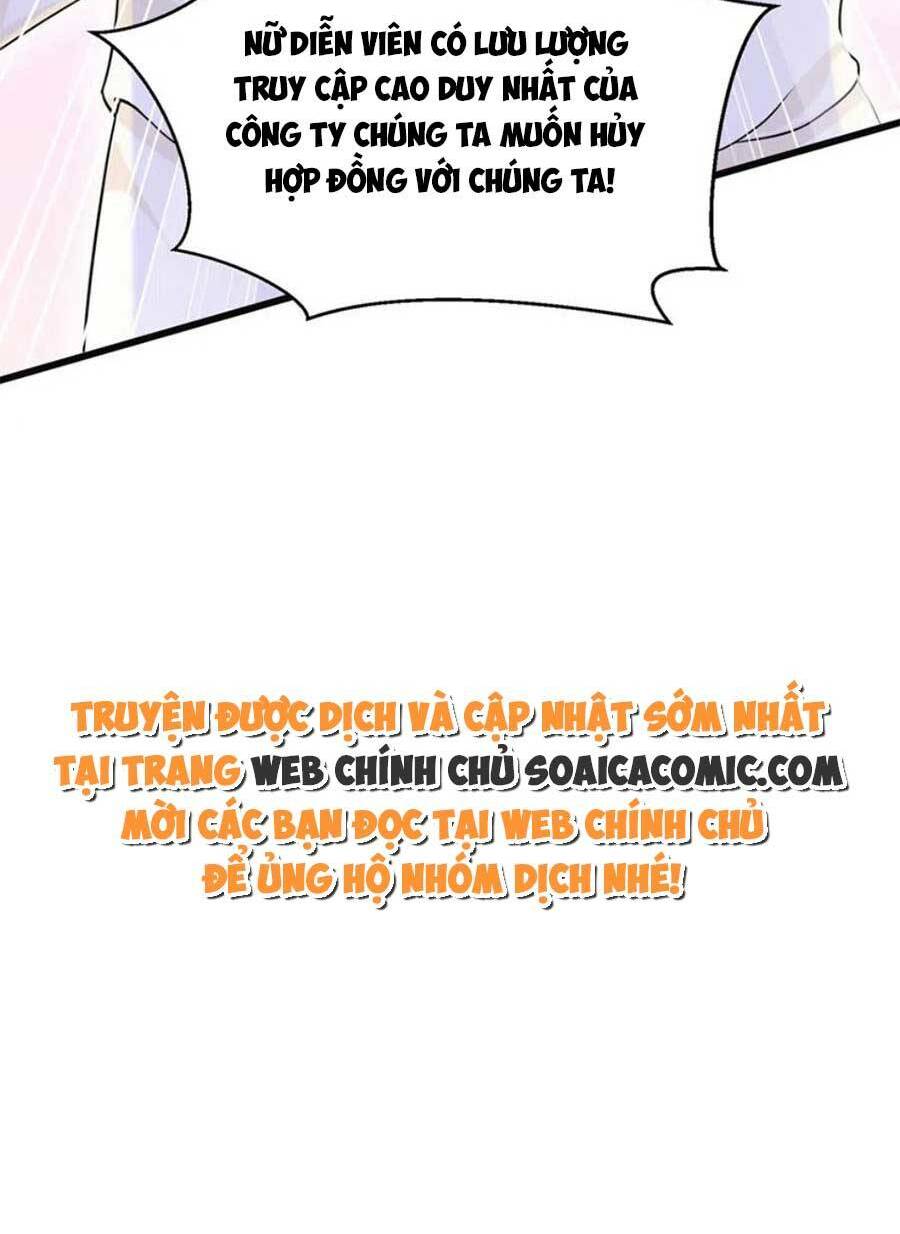 NỮ DIỄN VIÊN CÓ LƯU LƯỢNG
TRUY CẬP CAO DUY NHẤT CỦA
CÔNG TY CHÚNG TA MUỐN HỦY
HỢP ĐỒNG VỚI CHÚNG TA!
TRUYỆN ĐƯỢC DỊCH VÀ CẬP NHẬT SỚM NHẤT
TẠI TRANG WEB CHÍNH CHỦ SOAICACOMIC.COM
MỜI CÁC BẠN ĐỌC TẠI WEB CHÍNH CHỦ
ĐỂ ỦNG HỘ NHÓM DỊCH NHÉ!